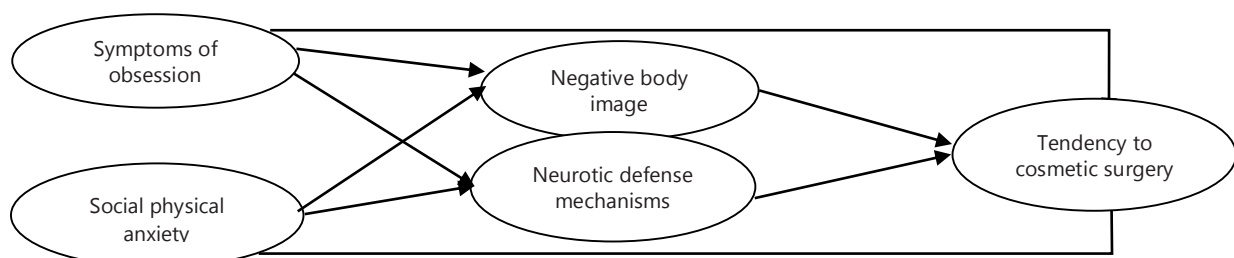 Symptoms of
obsession
Negative body
image
Tendency to
cosmetic surgery
Neurotic defense
mechanisms
Social physical
anxiety